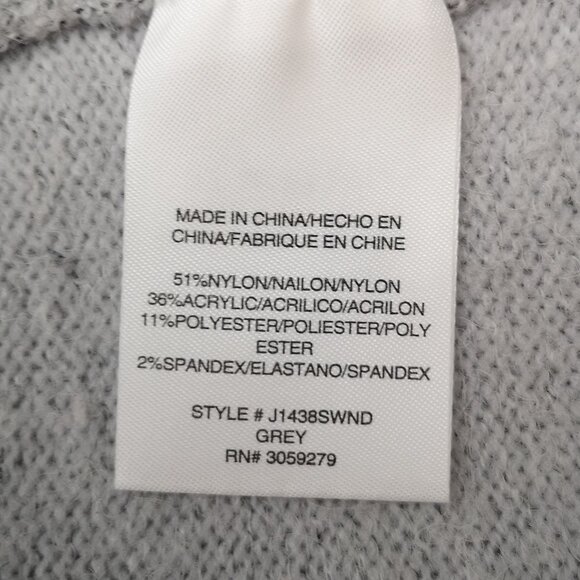 MADE IN CHINA/HECHO EN
CHINA/FABRIQUE EN CHINE
51%NYLON/NAILON/NYLON
36%ACRYLIC/ACRILICO/ACRILON
11%POLYESTER/POLIESTER/POLY
ESTER
2%SPANDEX/ELASTANO/SPANDEX
STYLE # J1438SWND
GREY
RN# 3059279